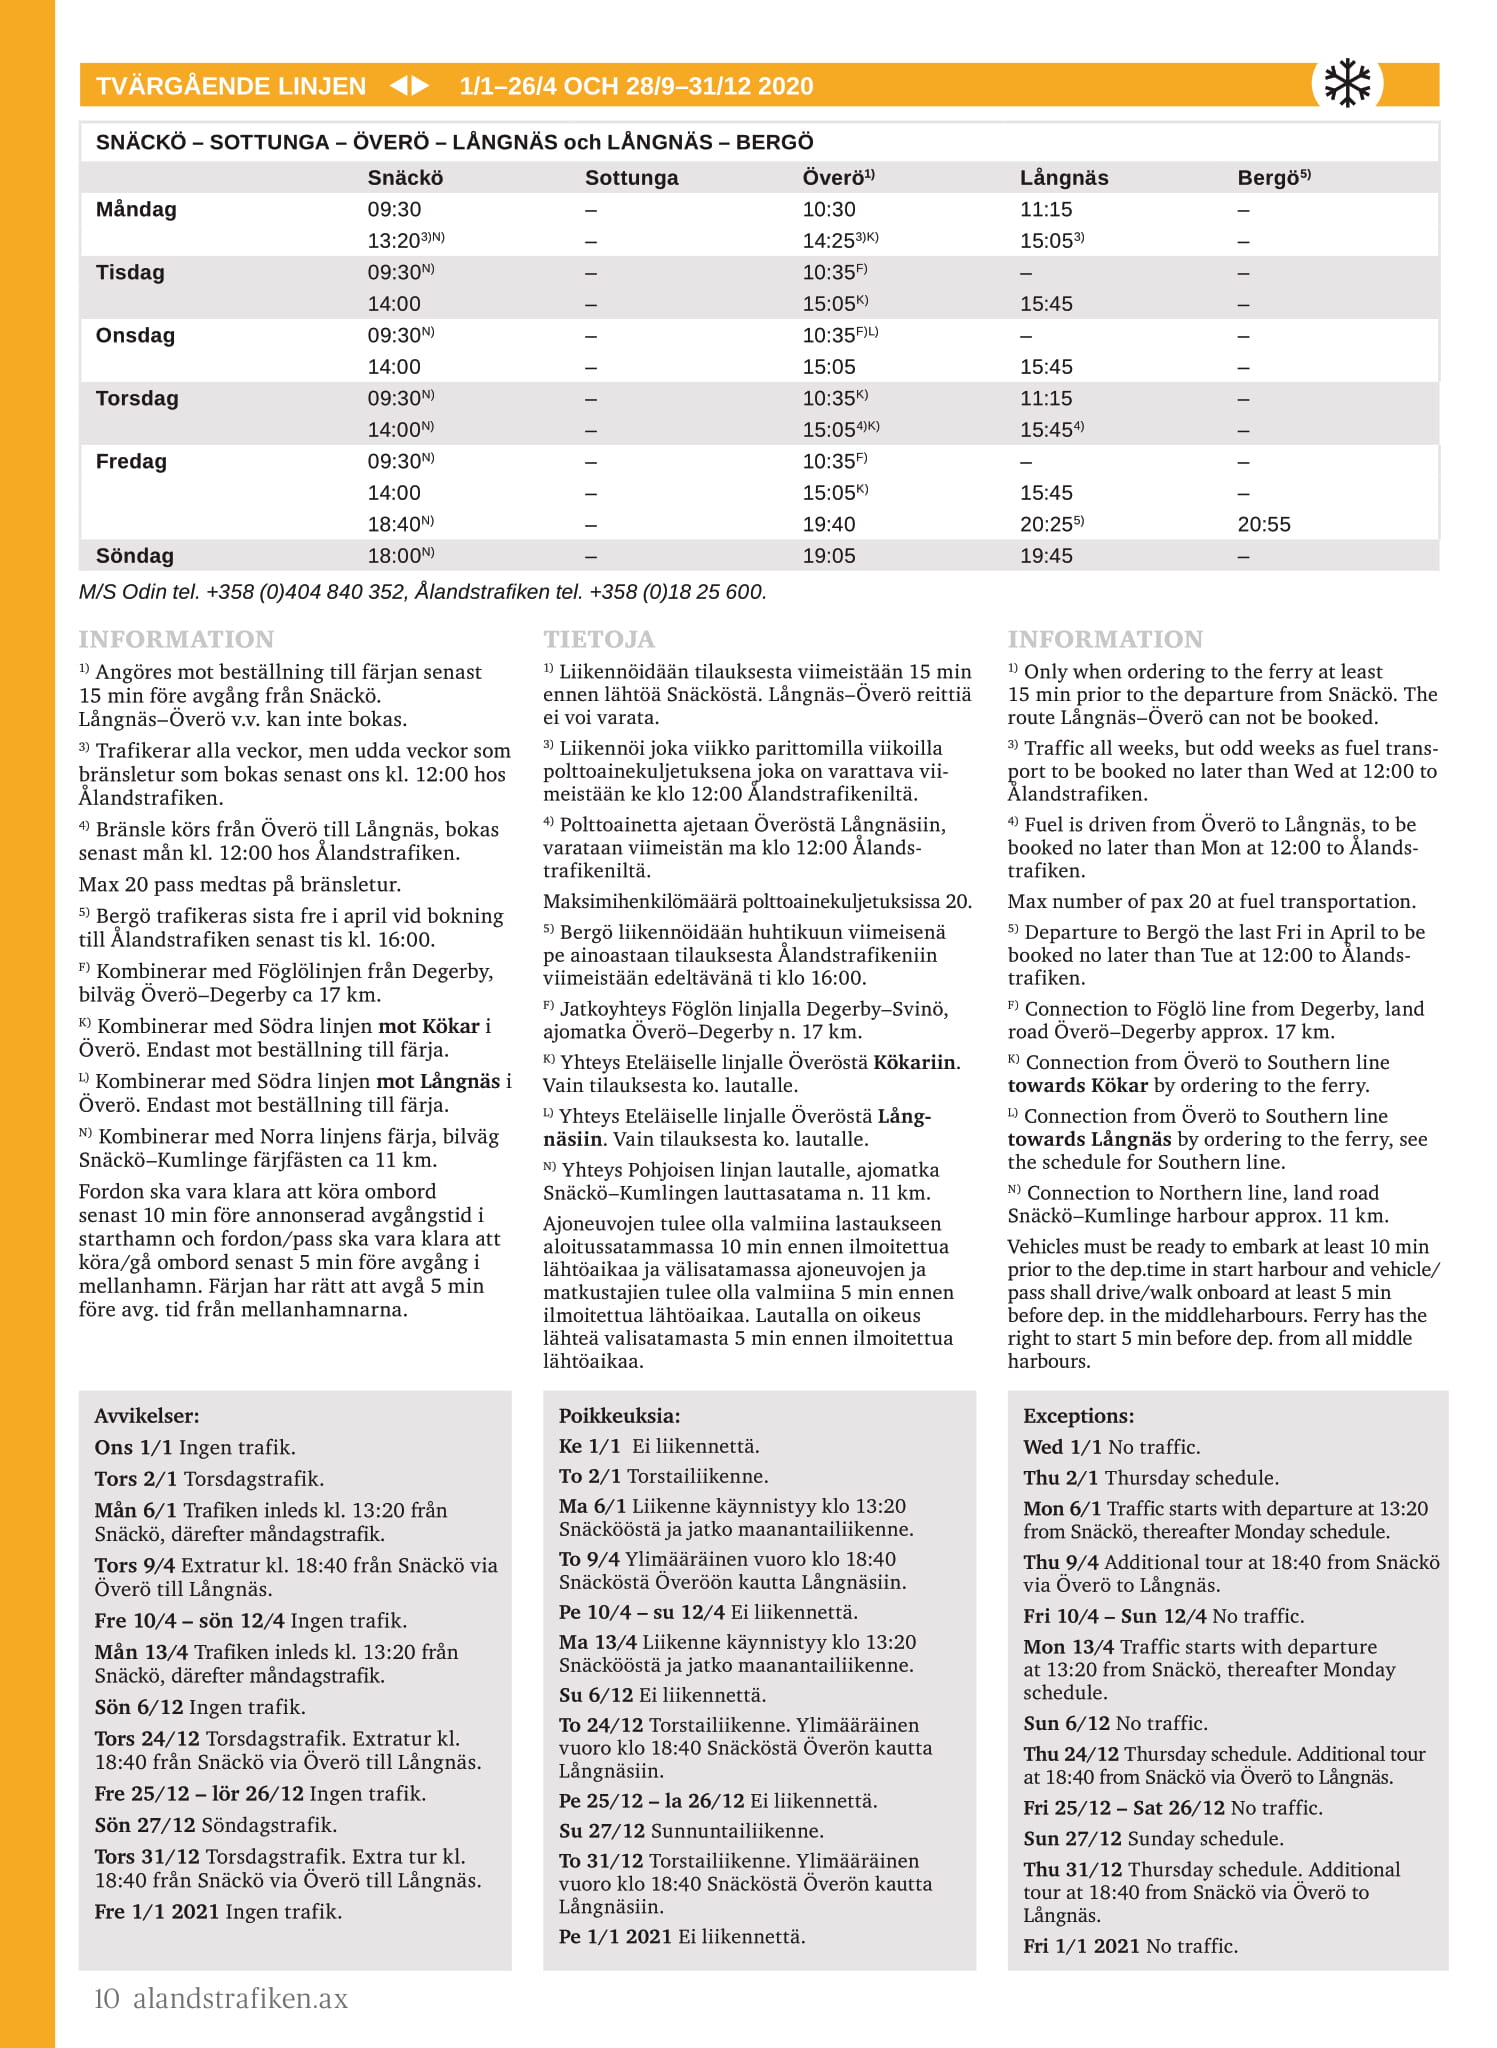 TVÄRGÅENDE LINJEN ◀▶ 1/1–26/4 OCH 28/9–31/12 2020
SNÄCKÖ – SOTTUNGA – ÖVERÖ – LÅNGNÄS och LÅNGNÄS – BERGÖ
Snäckö Sottunga Överö1) Långnäs Bergö5)
Måndag 09:30 – 10:30 11:15 –
13:203)N) – 14:253)K) 15:053) –
Tisdag 09:30N) – 10:35F) – –
14:00 – 15:05K) 15:45 –
Onsdag 09:30N) – 10:35F)L) – –
14:00 – 15:05 15:45 –
Torsdag 09:30N) – 10:35K) 11:15 –
14:00N) – 15:054)K) 15:454) –
Fredag 09:30N) – 10:35F) – –
14:00 – 15:05K) 15:45 –
18:40N) – 19:40 20:255) 20:55
Söndag 18:00N) – 19:05 19:45 –
M/S Odin tel. +358 (0)404 840 352, Ålandstrafiken tel. +358 (0)18 25 600.
INFORMATION
1) Angöres mot beställning till färjan senast
15 min före avgång från Snäckö.
Långnäs–Överö v.v. kan inte bokas.
3) Trafikerar alla veckor, men udda veckor som
bränsletur som bokas senast ons kl. 12:00 hos
Ålandstrafiken.
4) Bränsle körs från Överö till Långnäs, bokas
senast mån kl. 12:00 hos Ålandstrafiken.
Max 20 pass medtas på bränsletur.
5) Bergö trafikeras sista fre i april vid bokning
till Ålandstrafiken senast tis kl. 16:00.
F) Kombinerar med Föglölinjen från Degerby,
bilväg Överö–Degerby ca 17 km.
K) Kombinerar med Södra linjen mot Kökar i
Överö. Endast mot beställning till färja.
L) Kombinerar med Södra linjen mot Långnäs i
Överö. Endast mot beställning till färja.
N) Kombinerar med Norra linjens färja, bilväg
Snäckö–Kumlinge färjfästen ca 11 km.
Fordon ska vara klara att köra ombord
senast 10 min före annonserad avgångstid i
starthamn och fordon/pass ska vara klara att
köra/gå ombord senast 5 min före avgång i
mellanhamn. Färjan har rätt att avgå 5 min
före avg. tid från mellanhamnarna.
TIETOJA
1) Liikennöidään tilauksesta viimeistään 15 min
ennen lähtöä Snäcköstä. Långnäs–Överö reittiä
ei voi varata.
3) Liikennöi joka viikko parittomilla viikoilla
polttoainekuljetuksena joka on varattava vii-
meistään ke klo 12:00 Ålandstrafikeniltä.
4) Polttoainetta ajetaan Överöstä Långnäsiin,
varataan viimeistän ma klo 12:00 Ålands-
trafikeniltä.
Maksimihenkilömäärä polttoainekuljetuksissa 20.
5) Bergö liikennöidään huhtikuun viimeisenä
pe ainoastaan tilauksesta Ålandstrafikeniin
viimeistään edeltävänä ti klo 16:00.
F) Jatkoyhteys Föglön linjalla Degerby–Svinö,
ajomatka Överö–Degerby n. 17 km.
K) Yhteys Eteläiselle linjalle Överöstä Kökariin.
Vain tilauksesta ko. lautalle.
L) Yhteys Eteläiselle linjalle Överöstä Lång-
näsiin. Vain tilauksesta ko. lautalle.
N) Yhteys Pohjoisen linjan lautalle, ajomatka
Snäckö–Kumlingen lauttasatama n. 11 km.
Ajoneuvojen tulee olla valmiina lastaukseen
aloitussatammassa 10 min ennen ilmoitettua
lähtöaikaa ja välisatamassa ajoneuvojen ja
matkustajien tulee olla valmiina 5 min ennen
ilmoitettua lähtöaikaa. Lautalla on oikeus
lähteä valisatamasta 5 min ennen ilmoitettua
lähtöaikaa.
INFORMATION
1) Only when ordering to the ferry at least
15 min prior to the departure from Snäckö. The
route Långnäs–Överö can not be booked.
3) Traffic all weeks, but odd weeks as fuel trans-
port to be booked no later than Wed at 12:00 to
Ålandstrafiken.
4) Fuel is driven from Överö to Långnäs, to be
booked no later than Mon at 12:00 to Ålands-
trafiken.
Max number of pax 20 at fuel transportation.
5) Departure to Bergö the last Fri in April to be
booked no later than Tue at 12:00 to Ålands-
trafiken.
F) Connection to Föglö line from Degerby, land
road Överö–Degerby approx. 17 km.
K) Connection from Överö to Southern line
towards Kökar by ordering to the ferry.
L) Connection from Överö to Southern line
towards Långnäs by ordering to the ferry, see
the schedule for Southern line.
N) Connection to Northern line, land road
Snäckö–Kumlinge harbour approx. 11 km.
Vehicles must be ready to embark at least 10 min
prior to the dep.time in start harbour and vehicle/
pass shall drive/walk onboard at least 5 min
before dep. in the middleharbours. Ferry has the
right to start 5 min before dep. from all middle
harbours.
Avvikelser:
Ons 1/1 Ingen trafik.
Tors 2/1 Torsdagstrafik.
Mån 6/1 Trafiken inleds kl. 13:20 från
Snäckö, därefter måndagstrafik.
Tors 9/4 Extratur kl. 18:40 från Snäckö via
Överö till Långnäs.
Fre 10/4 – sön 12/4 Ingen trafik.
Mån 13/4 Trafiken inleds kl. 13:20 från
Snäckö, därefter måndagstrafik.
Sön 6/12 Ingen trafik.
Tors 24/12 Torsdagstrafik. Extratur kl.
18:40 från Snäckö via Överö till Långnäs.
Fre 25/12 – lör 26/12 Ingen trafik.
Sön 27/12 Söndagstrafik.
Tors 31/12 Torsdagstrafik. Extra tur kl.
18:40 från Snäckö via Överö till Långnäs.
Fre 1/1 2021 Ingen trafik.
Poikkeuksia:
Ke 1/1 Ei liikennettä.
To 2/1 Torstailiikenne.
Ma 6/1 Liikenne käynnistyy klo 13:20
Snäckööstä ja jatko maanantailiikenne.
To 9/4 Ylimääräinen vuoro klo 18:40
Snäcköstä Överöön kautta Långnäsiin.
Pe 10/4 – su 12/4 Ei liikennettä.
Ma 13/4 Liikenne käynnistyy klo 13:20
Snäckööstä ja jatko maanantailiikenne.
Su 6/12 Ei liikennettä.
To 24/12 Torstailiikenne. Ylimääräinen
vuoro klo 18:40 Snäcköstä Överön kautta
Långnäsiin.
Pe 25/12 – la 26/12 Ei liikennettä.
Su 27/12 Sunnuntailiikenne.
To 31/12 Torstailiikenne. Ylimääräinen
vuoro klo 18:40 Snäcköstä Överön kautta
Långnäsiin.
Pe 1/1 2021 Ei liikennettä.
Exceptions:
Wed 1/1 No traffic.
Thu 2/1 Thursday schedule.
Mon 6/1 Traffic starts with departure at 13:20
from Snäckö, thereafter Monday schedule.
Thu 9/4 Additional tour at 18:40 from Snäckö
via Överö to Långnäs.
Fri 10/4 – Sun 12/4 No traffic.
Mon 13/4 Traffic starts with departure
at 13:20 from Snäckö, thereafter Monday
schedule.
Sun 6/12 No traffic.
Thu 24/12 Thursday schedule. Additional tour
at 18:40 from Snäckö via Överö to Långnäs.
Fri 25/12 – Sat 26/12 No traffic.
Sun 27/12 Sunday schedule.
Thu 31/12 Thursday schedule. Additional
tour at 18:40 from Snäckö via Överö to
Långnäs.
Fri 1/1 2021 No traffic.
10 alandstrafiken.ax